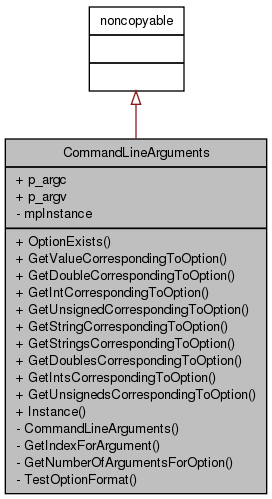 noncopyable
CommandLineArguments
+ p_argc
+ p_argv
- mpInstance
+ OptionExists()
+ GetValueCorrespondingToOption()
+ GetDoubleCorrespondingToOption()
+ GetIntCorrespondingToOption()
+ GetUnsignedCorrespondingToOption()
+ GetStringCorrespondingToOption()
+ GetStringsCorrespondingToOption()
+ GetDoublesCorrespondingToOption()
+ GetIntsCorrespondingToOption()
+ GetUnsignedsCorrespondingToOption()
+ Instance()
- CommandLineArguments()
- GetIndexForArgument()
- GetNumberOfArgumentsForOption()
- TestOptionFormat()